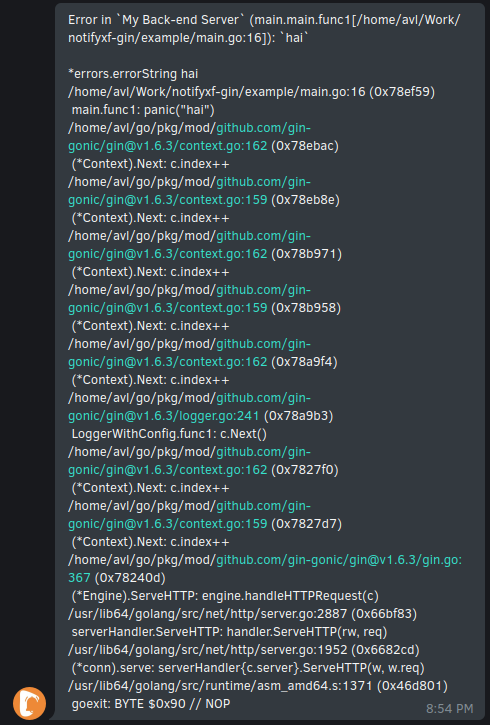 Error in `My Back-end Server` (main.main.func1[/home/avl/Work/
notifyxf-gin/example/main.go:16]): `hai`
*errors.errorString hai
/home/avl/Work/notifyxf-gin/example/main.go:16 (0x78ef59)
main.func1: panic("hai")
/home/avl/go/pkg/mod/github.com/gin-
gonic/gin@v1.6.3/context.go:162 (0x78ebac)
(*Context).Next: c.index++
/home/avl/go/pkg/mod/github.com/gin-
gonic/gin@v1.6.3/context.go:159 (0x78eb8e)
(*Context).Next: c.index++
/home/avl/go/pkg/mod/github.com/gin-
gonic/gin@v1.6.3/context.go:162 (0x78b971)
(*Context).Next: c.index++
/home/avl/go/pkg/mod/github.com/gin-
gonic/gin@v1.6.3/context.go:159 (0x78b958)
(*Context).Next: c.index++
/home/avl/go/pkg/mod/github.com/gin-
gonic/gin@v1.6.3/context.go:162 (0x78a9f4)
(*Context).Next: c.index++
/home/avl/go/pkg/mod/github.com/gin-
gonic/gin@v1.6.3/logger.go:241 (0x78a9b3)
LoggerWithConfig.func1: c.Next()
/home/avl/go/pkg/mod/github.com/gin-
gonic/gin@v1.6.3/context.go:162 (0x7827f0)
(*Context).Next: c.index++
/home/avl/go/pkg/mod/github.com/gin-
gonic/gin@v1.6.3/context.go:159 (0x7827d7)
(*Context).Next: c.index++
/home/avl/go/pkg/mod/github.com/gin-gonic/gin@v1.6.3/gin.go:
367 (0x78240d)
(*Engine).ServeHTTP: engine.handleHTTPRequest(c)
/usr/lib64/golang/src/net/http/server.go:2887 (0x66bf83)
serverHandler.ServeHTTP: handler.ServeHTTP(rw, req)
/usr/lib64/golang/src/net/http/server.go:1952 (0x6682cd)
(*conn).serve: serverHandler{c.server}.ServeHTTP(w, w.req)
/usr/lib64/golang/src/runtime/asm_amd64.s:1371 (0x46d801)
goexit: BYTE $0x90 // NOP
8:54 PM